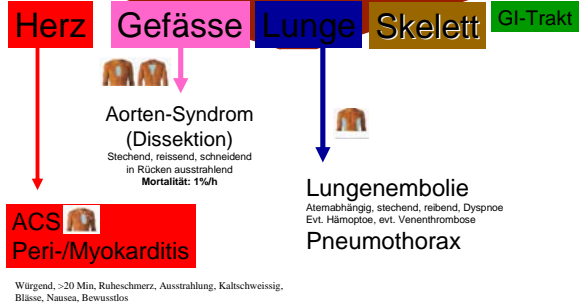 Herz Gefässe Lunge Skelett GI-Trakt
Aorten-Syndrom
(Dissektion)
Stechend, reissend, schneidend
in Rücken ausstrahlend
Mortalität: 1%/h
Lungenembolie
Atemabhängig, stechend, reibend, Dyspnoe
Evt. Hämoptoe, evt. Venenthrombose
Pneumothorax
ACS
Peri-/Myokarditis
Würgend, >20 Min, Ruheschmerz, Ausstrahlung, Kaltschweissig,
Blässe, Nausea, Bewusstlos